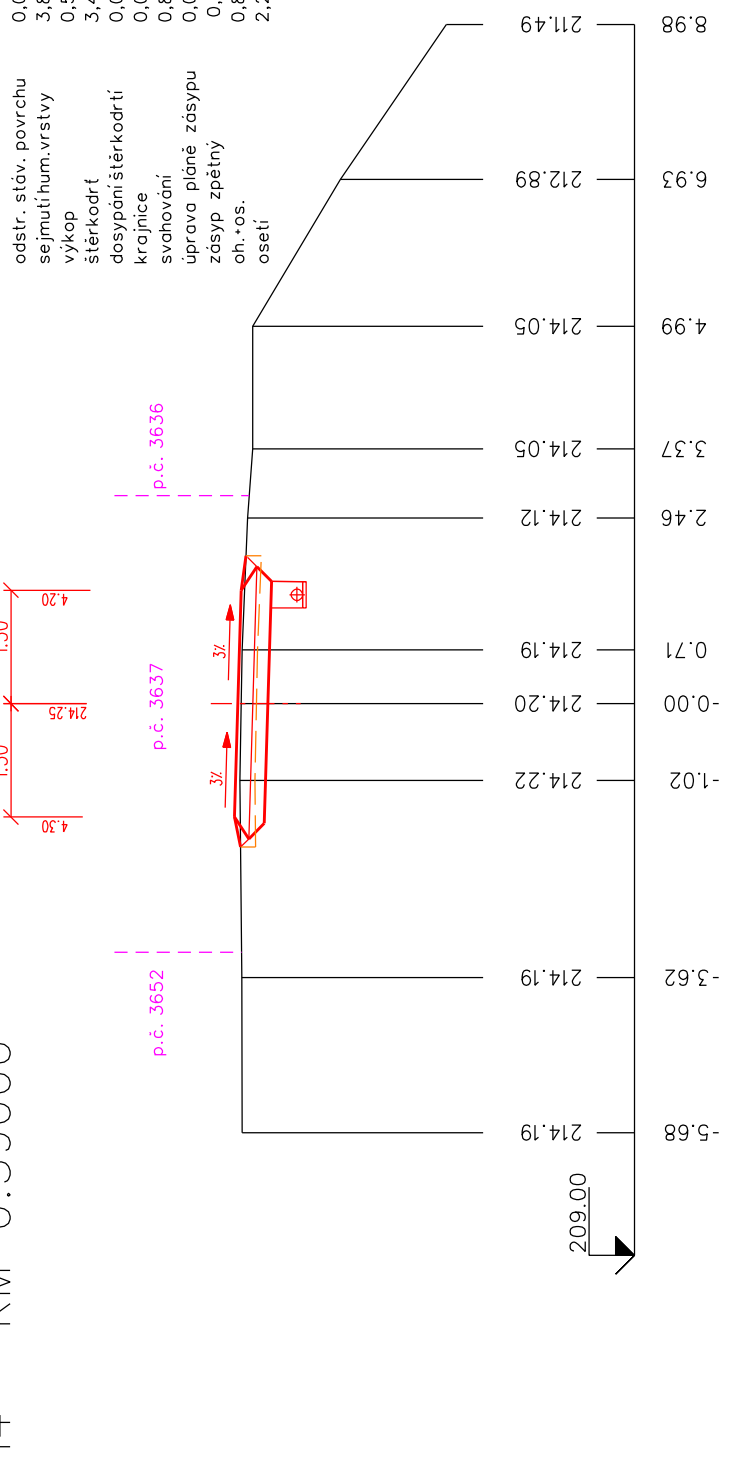 odstr. stáv. povrchu
sejmutí hum.vrstvy
výkop
štěrkodrť
dosypání štěrkodrtí
krajnice
svahování
úprava pláně zásypu
zásyp zpětný
oh.+os.
osetí
4.30
214.25
4.20
p.č. 3652
p.č. 3637
p.č. 3636
3%
3%
209.00
214.19
214.19
214.22
214.20
214.19
214.12
214.05
214.05
212.89
211.49
-5.68
-3.62
-1.02
-0.00
0.71
2.46
3.37
4.99
6.93
8.98